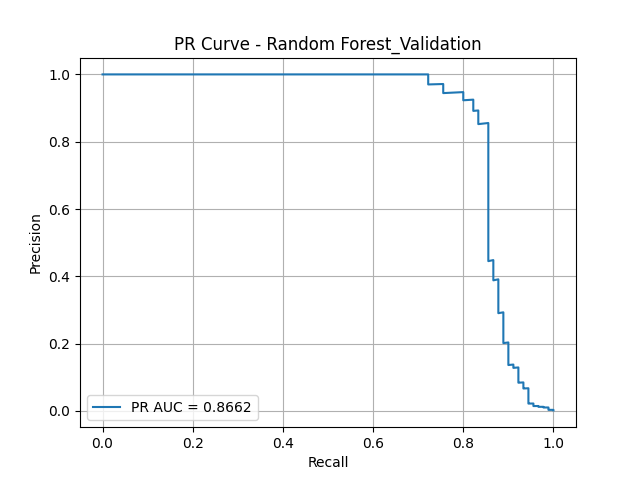 PR Curve - Random Forest_Validation
Precision
1.0
0.8
0.6
0.4
0.2
0.0
PR AUC = 0.8662
0.0 0.2 0.4 0.6 0.8 1.0
Recall